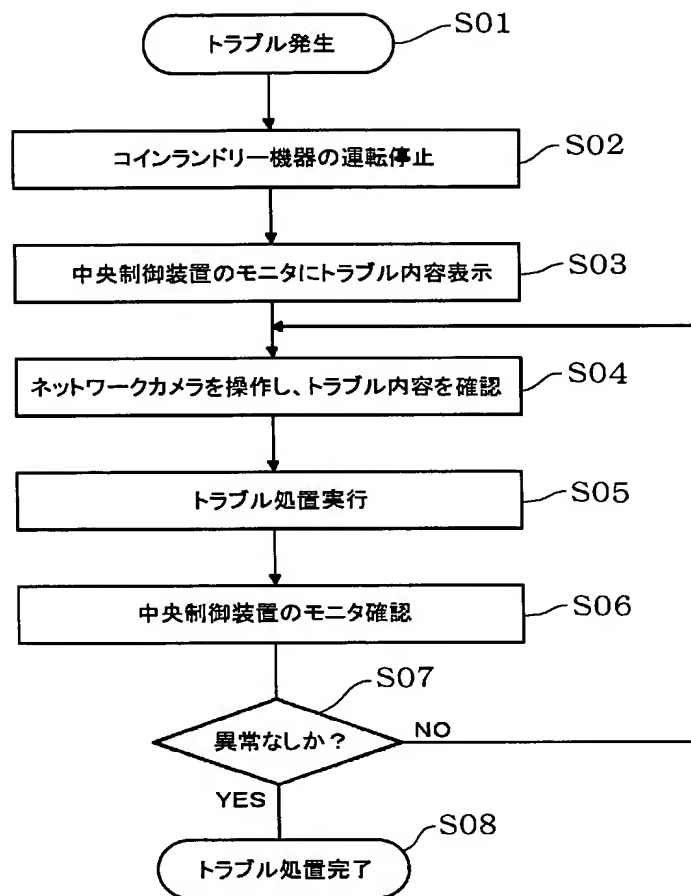 トラブル発生
S01
コインランドリー機器の運転停止
S02
中央制御装置のモニタにトラブル内容表示
S03
ネットワークカメラを操作し、トラブル内容を確認
S04
トラブル処置実行
S05
中央制御装置のモニタ確認
S06
S07
異常なしか？
NO
YES
S08
トラブル処置完了